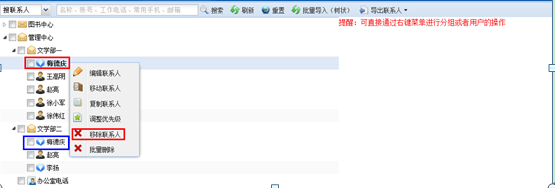 搜联系人 名称、账号、工作电话、常用手机、邮箱 搜索 刷新 重置 批量导入（树状） 导出联系人
提醒：可直接通过右键菜单进行分组或者用户的操作
图书中心
管理中心
文学部一
梅德庆
王高明
赵亮
徐小军
徐伟红
编辑联系人
移动联系人
复制联系人
调整优先级
移除联系人
批量删除
文学部二
梅德庆
赵亮
李扬
办公室电话